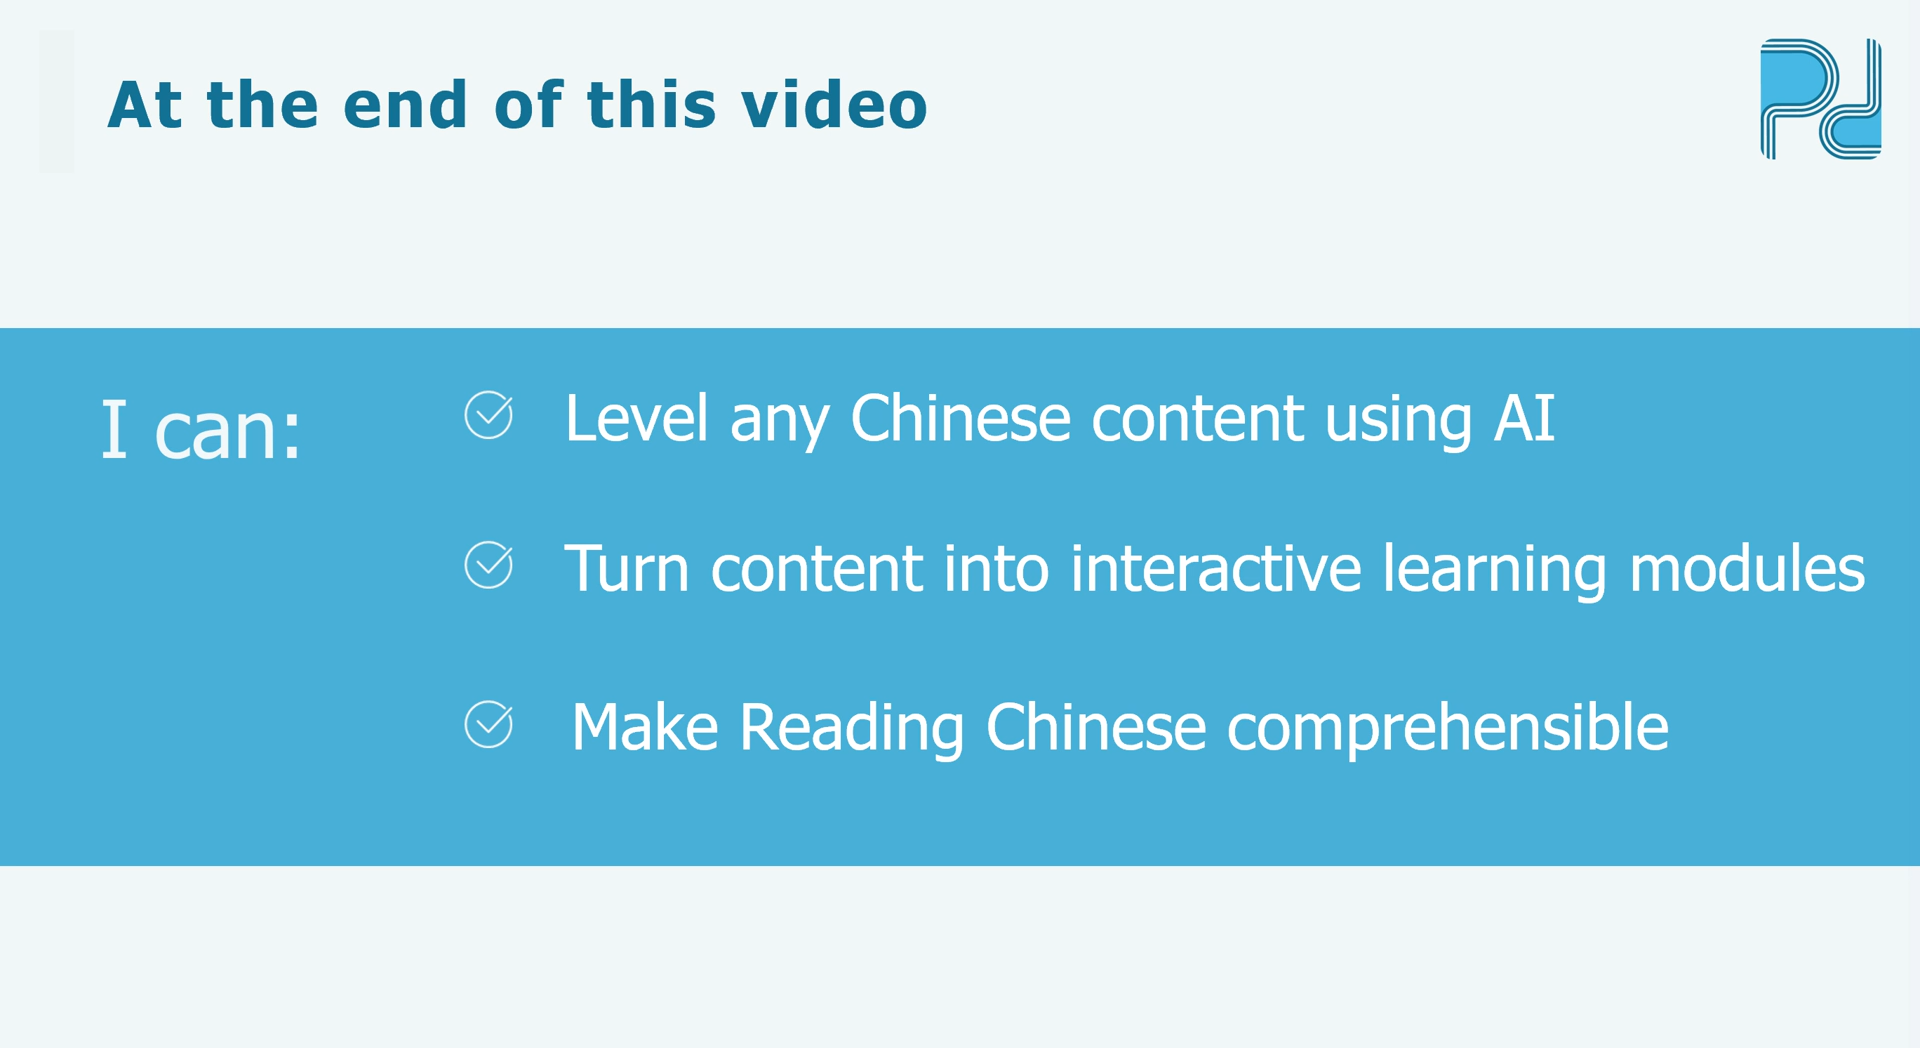 At the end of this video
I can:
Level any Chinese content using AI
Turn content into interactive learning modules
Make Reading Chinese comprehensible